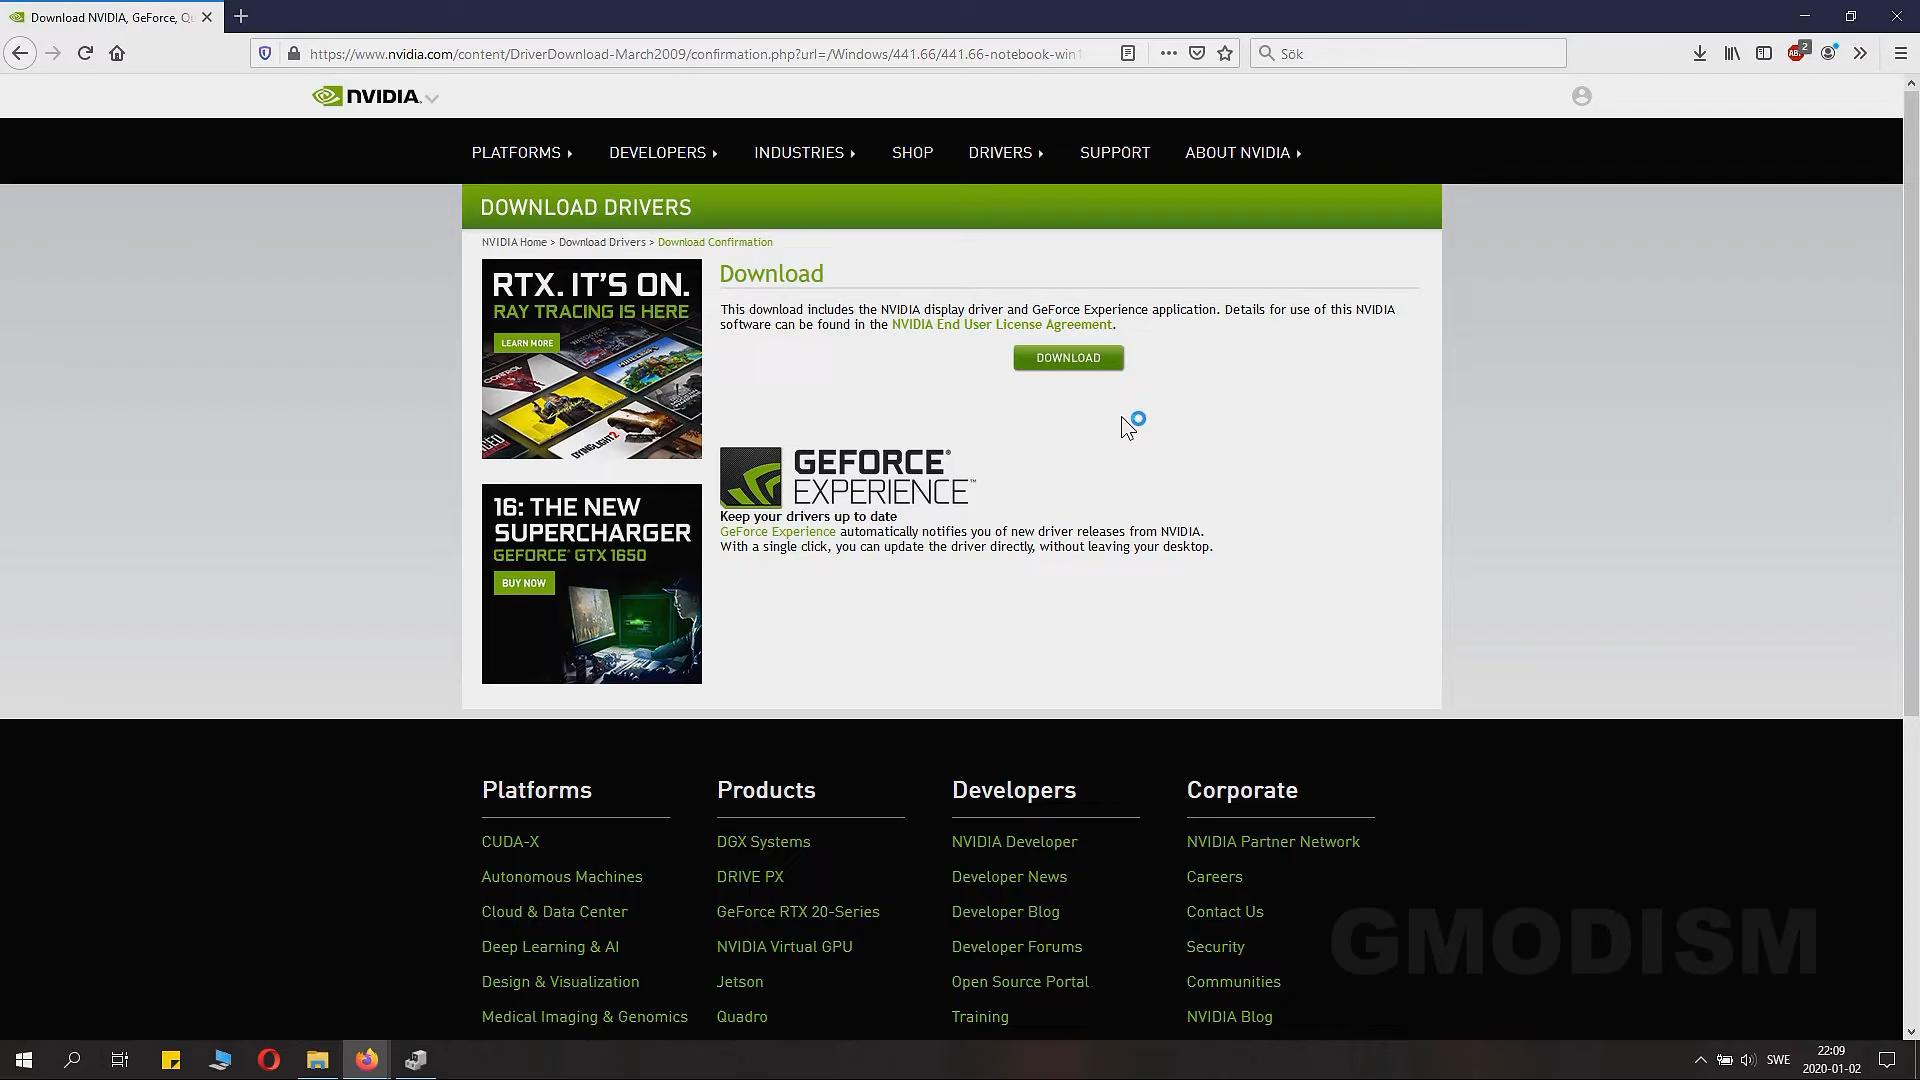 Download NVIDIA, GeForce, Qu
https://www.nvidia.com/content/DriverDownload-March2009/confirmation.php?url=/Windows/441.66/441.66-notebook-win1
Sök
2
NVIDIA.
PLATFORMS
DEVELOPERS
INDUSTRIES
SHOP
DRIVERS
SUPPORT
ABOUT NVIDIA
DOWNLOAD DRIVERS
NVIDIA Home > Download Drivers > Download Confirmation
RTX. IT'S ON.
RAY TRACING IS HERE
LEARN MORE
CONTROL
MINECRAFT
DYING LIGHT 2
Download
This download includes the NVIDIA display driver and GeForce Experience application. Details for use of this NVIDIA
software can be found in the NVIDIA End User License Agreement.
DOWNLOAD
GEFORCE®
EXPERIENCE™
Keep your drivers up to date
GeForce Experience automatically notifies you of new driver releases from NVIDIA.
With a single click, you can update the driver directly, without leaving your desktop.
16: THE NEW
SUPERCHARGER
GEFORCE® GTX 1650
BUY NOW
Platforms
CUDA-X
Autonomous Machines
Cloud & Data Center
Deep Learning & AI
Design & Visualization
Medical Imaging & Genomics
Products
DGX Systems
DRIVE PX
GeForce RTX 20-Series
NVIDIA Virtual GPU
Jetson
Quadro
Developers
NVIDIA Developer
Developer News
Developer Blog
Developer Forums
Open Source Portal
Training
Corporate
NVIDIA Partner Network
Careers
Contact Us
Security
Communities
NVIDIA Blog
GMODISM
SWE
22:09
2020-01-02